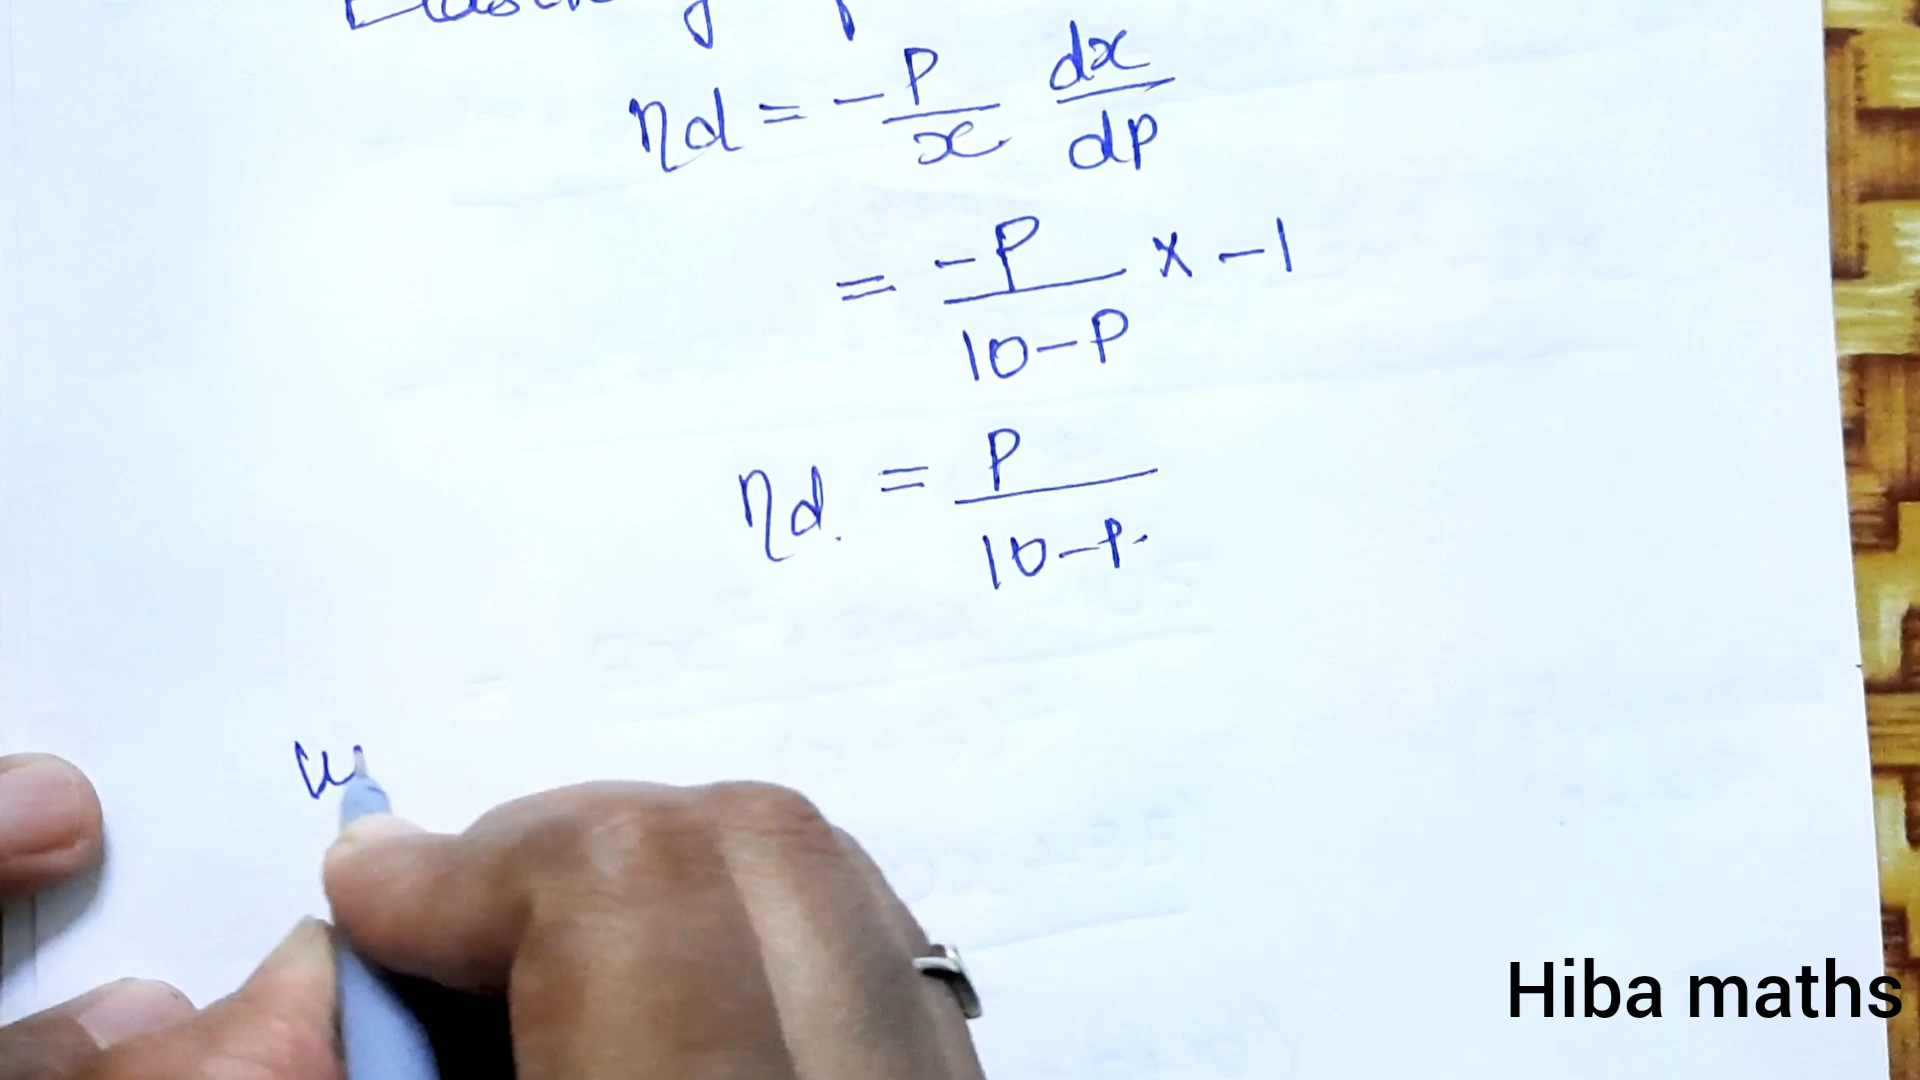 ηd = -P/x dx/dP
= -P/10-P x -1
ηd. = P/10-P.
Hiba maths